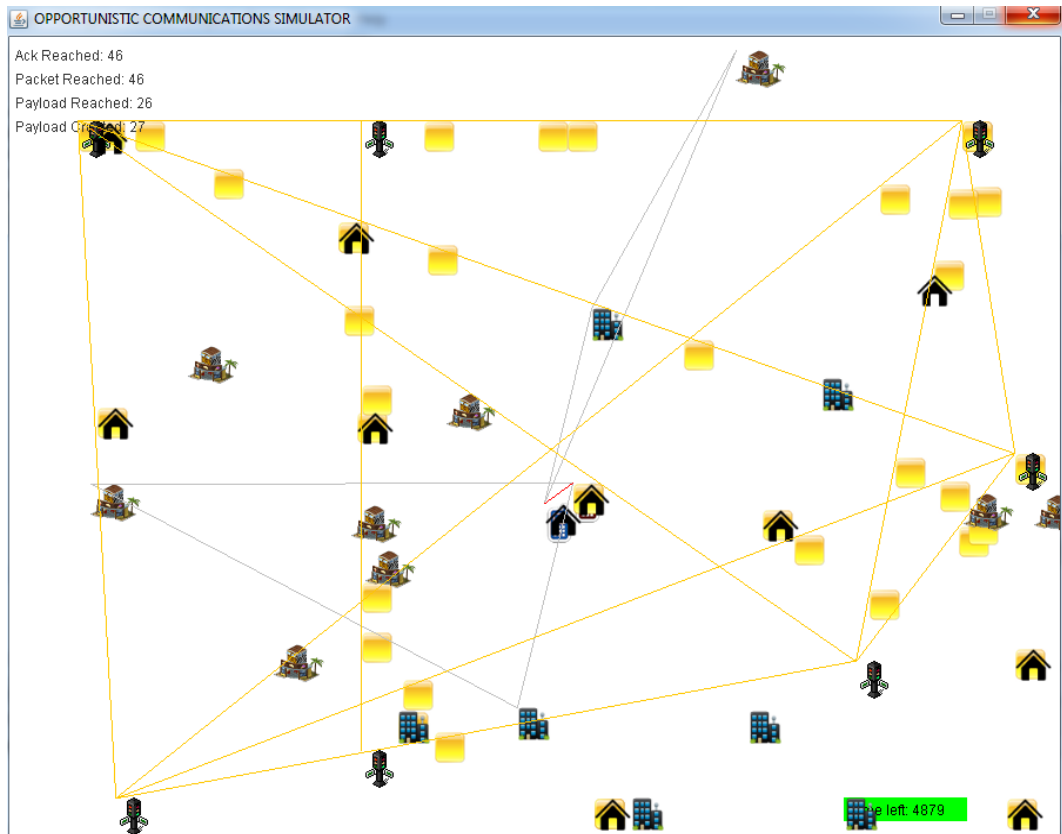 OPPORTUNISTIC COMMUNICATIONS SIMULATOR
Ack Reached: 46
Packet Reached: 46
Payload Reached: 26
Payload 27
left: 4879